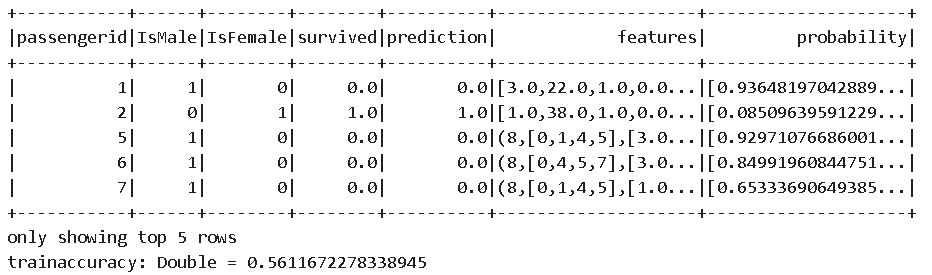 +-----------+------+--------+--------+----------+--------------------+--------------------+
|passengerid|IsMale|IsFemale|survived|prediction|            features|         probability|
+-----------+------+--------+--------+----------+--------------------+--------------------+
|          1|     1|       0|     0.0|       0.0|[3.0,22.0,1.0,0.0...|[0.93648197042889...|
|          2|     0|       1|     1.0|       1.0|[1.0,38.0,1.0,0.0...|[0.08509639591229...|
|          5|     1|       0|     0.0|       0.0|(8,[0,1,4,5],[3.0...|[0.92971076686001...|
|          6|     1|       0|     0.0|       0.0|(8,[0,4,5,7],[3.0...|[0.84991960844751...|
|          7|     1|       0|     0.0|       0.0|(8,[0,1,4,5],[1.0...|[0.65333690649385...|
+-----------+------+--------+--------+----------+--------------------+--------------------+
only showing top 5 rows
trainaccuracy: Double = 0.5611672278338945